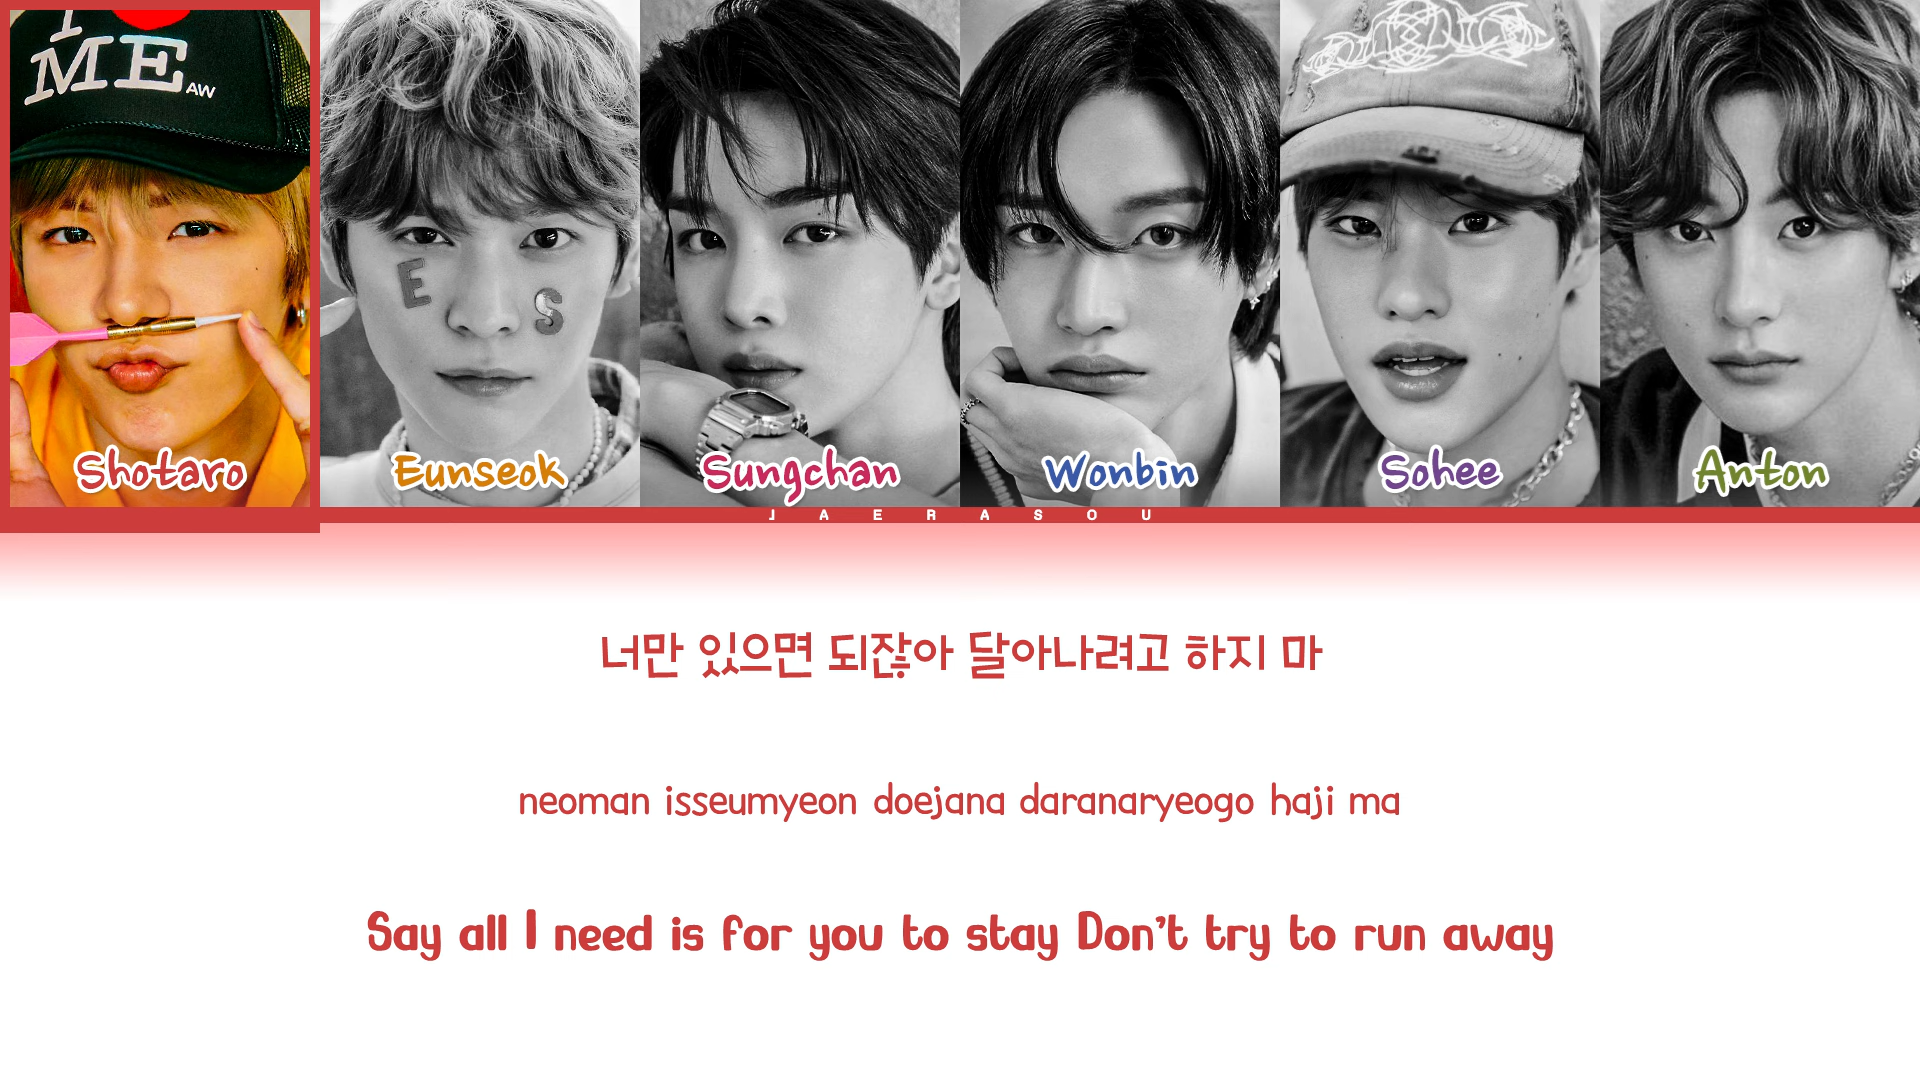 I
ME AW
E S
Shotaro Eunseok Sungchan Wonbin Sohee Anton
JAERASOU
너만 있으면 되잖아 달아나려고 하지 마
neoman isseumyeon doejana daranaryeogo haji ma
Say all I need is for you to stay Don't try to run away